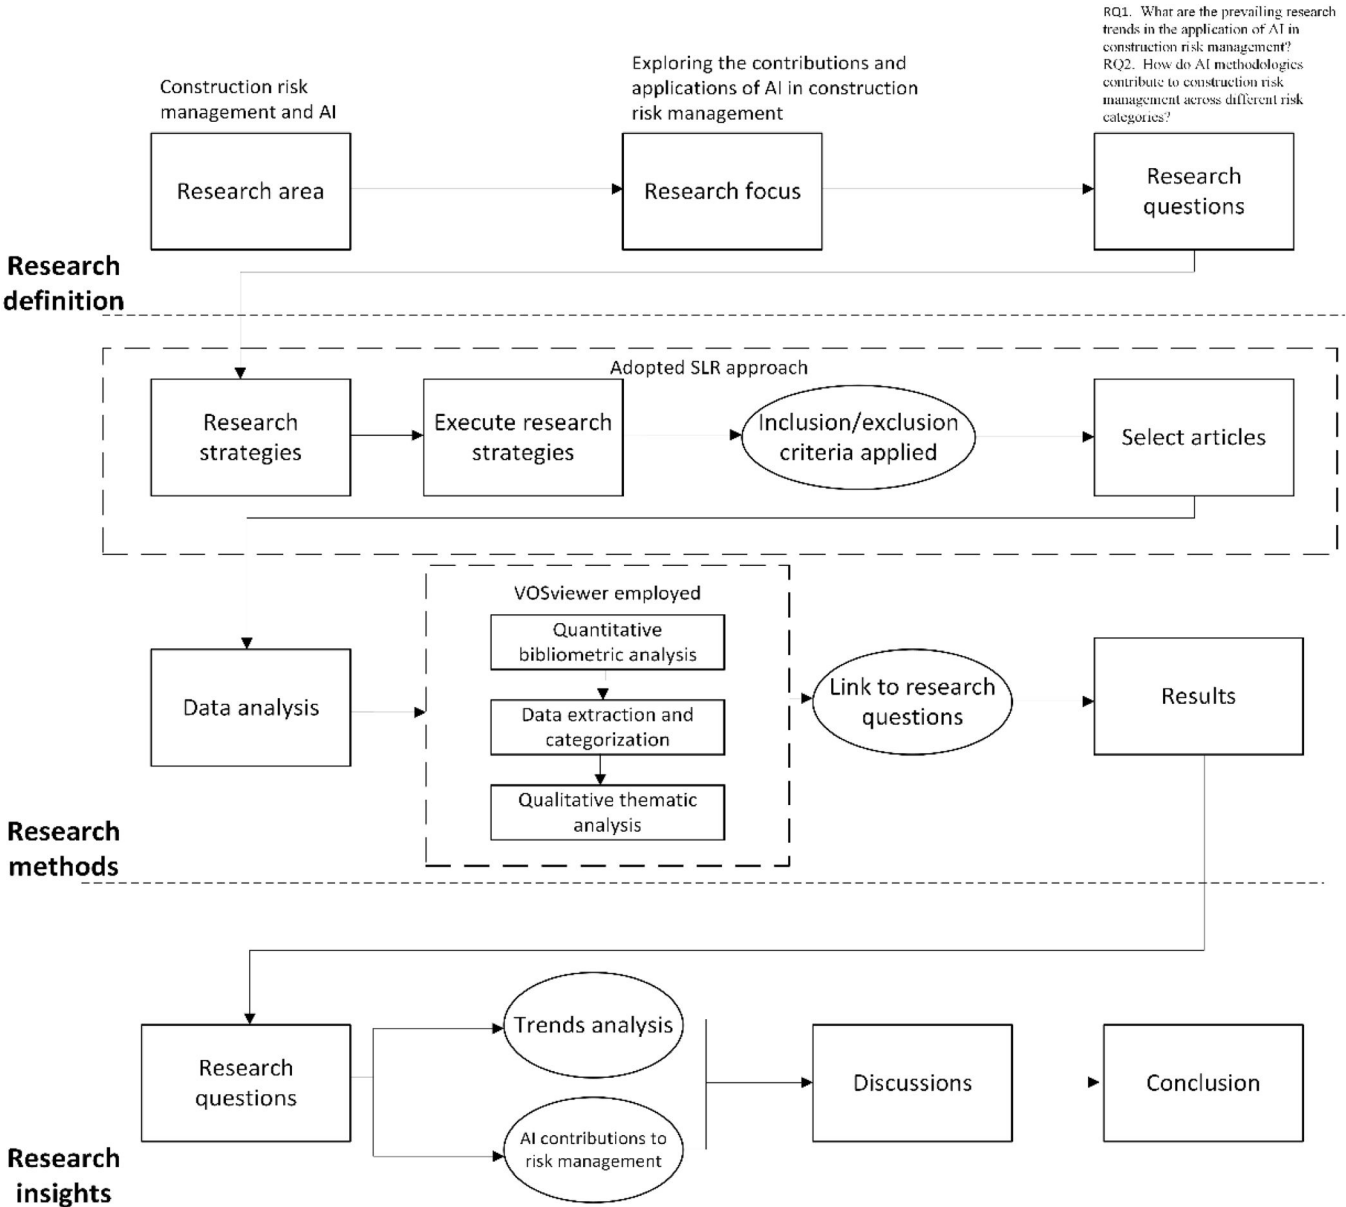 RQ1. What are the prevailing research
trends in the application of AI in
construction risk management?
RQ2. How do AI methodologies
contribute to construction risk
management across different risk
categories?
Construction risk
management and AI
Exploring the contributions and
applications of AI in construction
risk management
Research area
Research focus
Research
questions
Research
definition
Adopted SLR approach
Research
strategies
Execute research
strategies
Inclusion/exclusion
criteria applied
Select articles
VOSviewer employed
Quantitative
bibliometric analysis
Data extraction and
categorization
Qualitative thematic
analysis
Data analysis
Link to research
questions
Results
Research
methods
Research
questions
Trends analysis
AI contributions to
risk management
Discussions
Conclusion
Research
insights